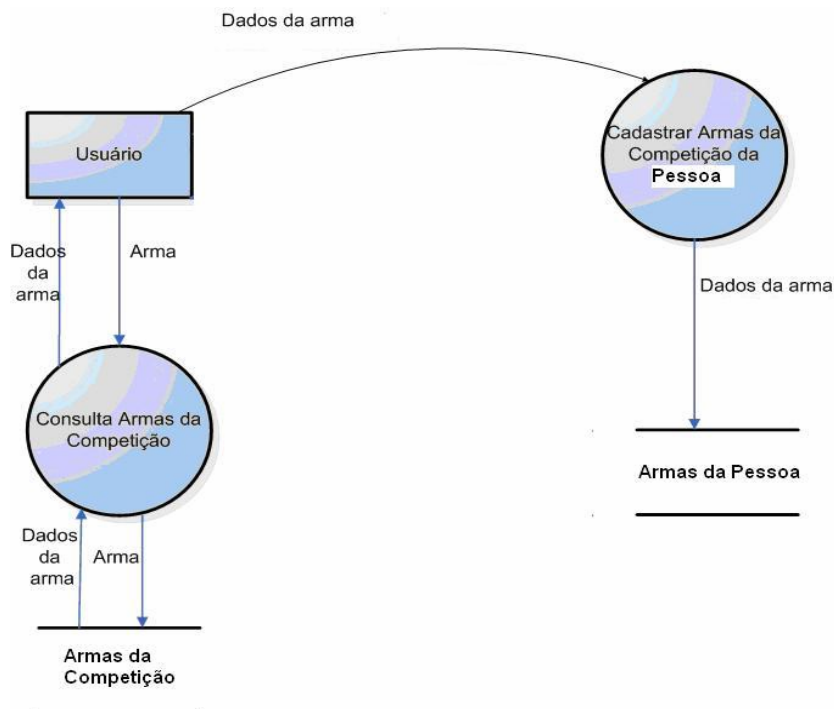 Dados da arma
Usuário
Cadastrar Armas da
Competição da
Pessoa
Dados
da
arma
Arma
Dados da arma
Consulta Armas da
Competição
Armas da Pessoa
Dados
da
arma
Arma
Armas da
Competição